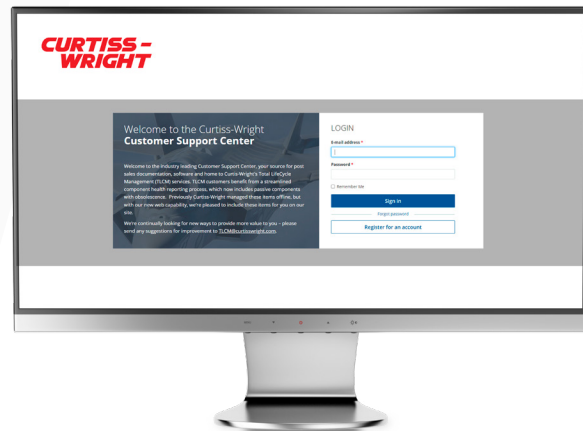 CURTISS-
WRIGHT
Welcome to the Curtiss-Wright
Customer Support Center
Welcome to the industry leading Customer Support Center, your source for post
sales documentation, software and home to Curtis-Wright's Total LifeCycle
Management (TLCM) services. TLCM customers benefit from a streamlined
component health reporting process, which now includes passive components
with obsolescence. Previously Curtiss-Wright managed these items offline, but
with our new web capability, we're pleased to include these items for you on our
site.
We're continually looking for new ways to provide more value to you – please
send any suggestions for improvement to TLCM@curtisswright.com.
LOGIN
E-mail address *
Password *
Remember Me
Sign in
Forgot password
Register for an account